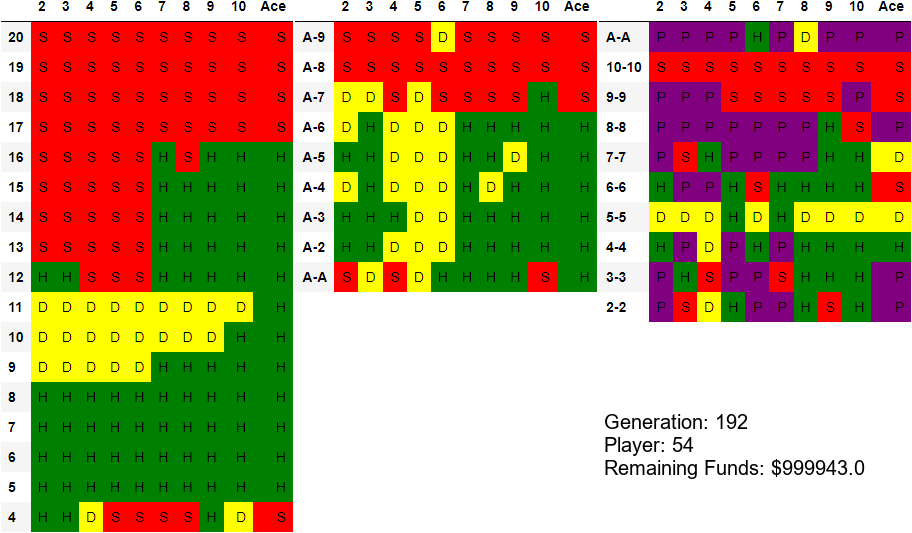 2 3 4 5 6 7 8 9 10 Ace
20 S S S S S S S S S S
19 S S S S S S S S S S
18 S S S S S S S S S S
17 S S S S S S S S S S
16 S S S S S H S H H H
15 S S S S S H H H H H
14 S S S S S H H H H H
13 S S S S S H H H H H
12 H H S S S H H H H H
11 D D D D D D D D D H
10 D D D D D D D D H H
9 D D D D D H H H H H
8 H H H H H H H H H H
7 H H H H H H H H H H
6 H H H H H H H H H H
5 H H H H H H H H H H
4 H H D S S S S H D S
2 3 4 5 6 7 8 9 10 Ace
A-9 S S S S D S S S S S
A-8 S S S S S S S S S S
A-7 D D S D S S S S H S
A-6 D H D D D H H H H H
A-5 H H D D D H H D H H
A-4 D H D D D H D H H H
A-3 H H H D D H H H H H
A-2 H H D D D H H H H H
A-A S D S D H H H H S H
2 3 4 5 6 7 8 9 10 Ace
A-A P P P P H P D P P P
10-10 S S S S S S S S S S
9-9 P P P S S S S S P S
8-8 P P P P P P P H S P
7-7 P S H P P P P H H D
6-6 H P P H S H H H H S
5-5 D D D H D H D D D D
4-4 H P D P H P H H H H
3-3 P H S P P S H H H P
2-2 P S D H P P H S H P
Generation: 192
Player: 54
Remaining Funds: $999943.0